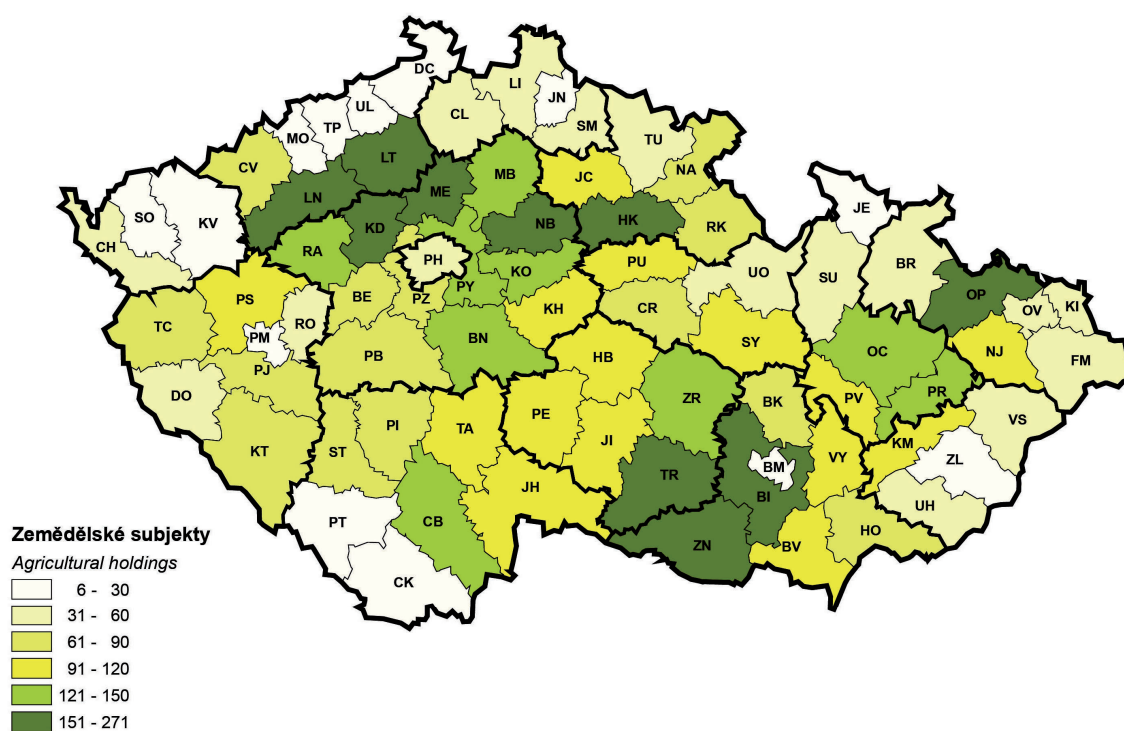 DC
LI
JN
UL
CL
SM
TP
MO
TU
LT
CV
NA
MB
JC
ME
LN
JE
SO
KV
NB
HK
RK
KD
CH
RA
PH
PU
UO
SU
BR
KO
OP
PY
PS
BE
PZ
KI
OV
CR
KH
TC
RO
PM
BN
SY
OC
NJ
PB
HB
FM
PJ
PR
DO
ZR
BK
PV
PE
VS
PI
TA
JI
KM
KT
ST
VY
ZL
BM
TR
JH
BI
UH
PT
CB
HO
ZN
BV
CK
Zemědělské subjekty
Agricultural holdings
6 - 30
31 - 60
61 - 90
91 - 120
121 - 150
151 - 271